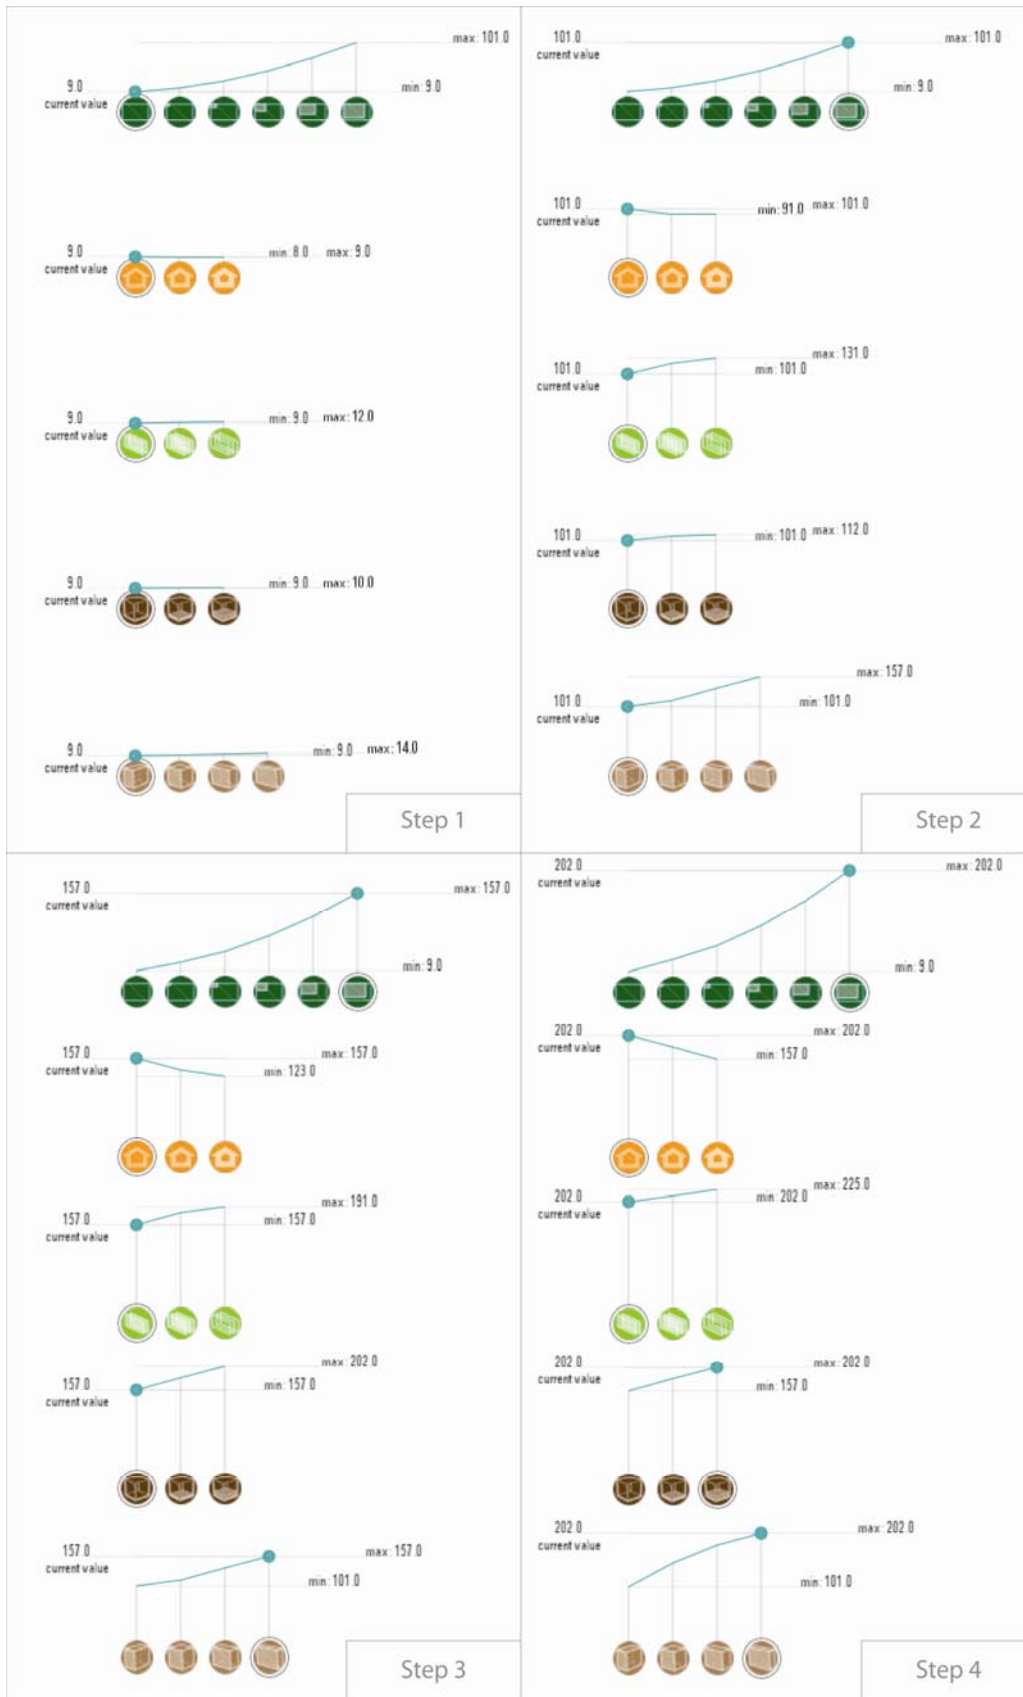 max: 101.0
9.0
current value
min: 9.0
9.0
current value
min: 8.0 max: 9.0
9.0
current value
min: 9.0 max: 12.0
9.0
current value
min: 9.0 max: 10.0
9.0
current value
min: 9.0 max: 14.0
Step 1
101.0
current value
max: 101.0
min: 9.0
101.0
current value
min: 91.0 max: 101.0
max: 131.0
101.0
current value
min: 101.0
101.0
current value
min: 101.0 max: 112.0
max: 157.0
101.0
current value
min: 101.0
Step 2
157.0
current value
max: 157.0
min: 9.0
157.0
current value
max: 157.0
min: 123.0
max: 191.0
157.0
current value
min: 157.0
max: 202.0
157.0
current value
min: 157.0
157.0
current value
max: 157.0
min: 101.0
Step 3
202.0
current value
max: 202.0
min: 9.0
202.0
current value
max: 202.0
min: 157.0
max: 225.0
202.0
current value
min: 202.0
202.0
current value
max: 202.0
min: 157.0
202.0
current value
max: 202.0
min: 101.0
Step 4